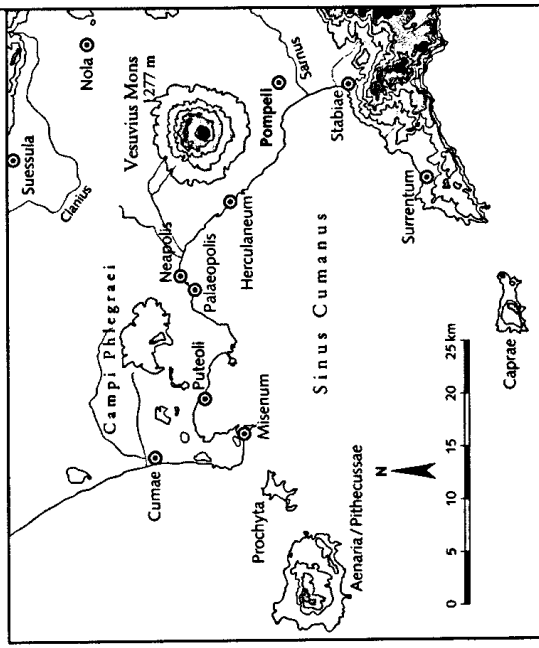 Suessula
Nola
Clanius
Vesuvius Mons
1277 m
Campi Phlegraei
Neapolis
Palaeopolis
Herculaneum
Pompeii
Sarnus
Cumae
Puteoli
Misenum
Stabiae
Sinus Cumanus
Surrentum
Prochyta
Aenaria/Pithecussae
Caprae
N
0 5 10 15 20 25 km